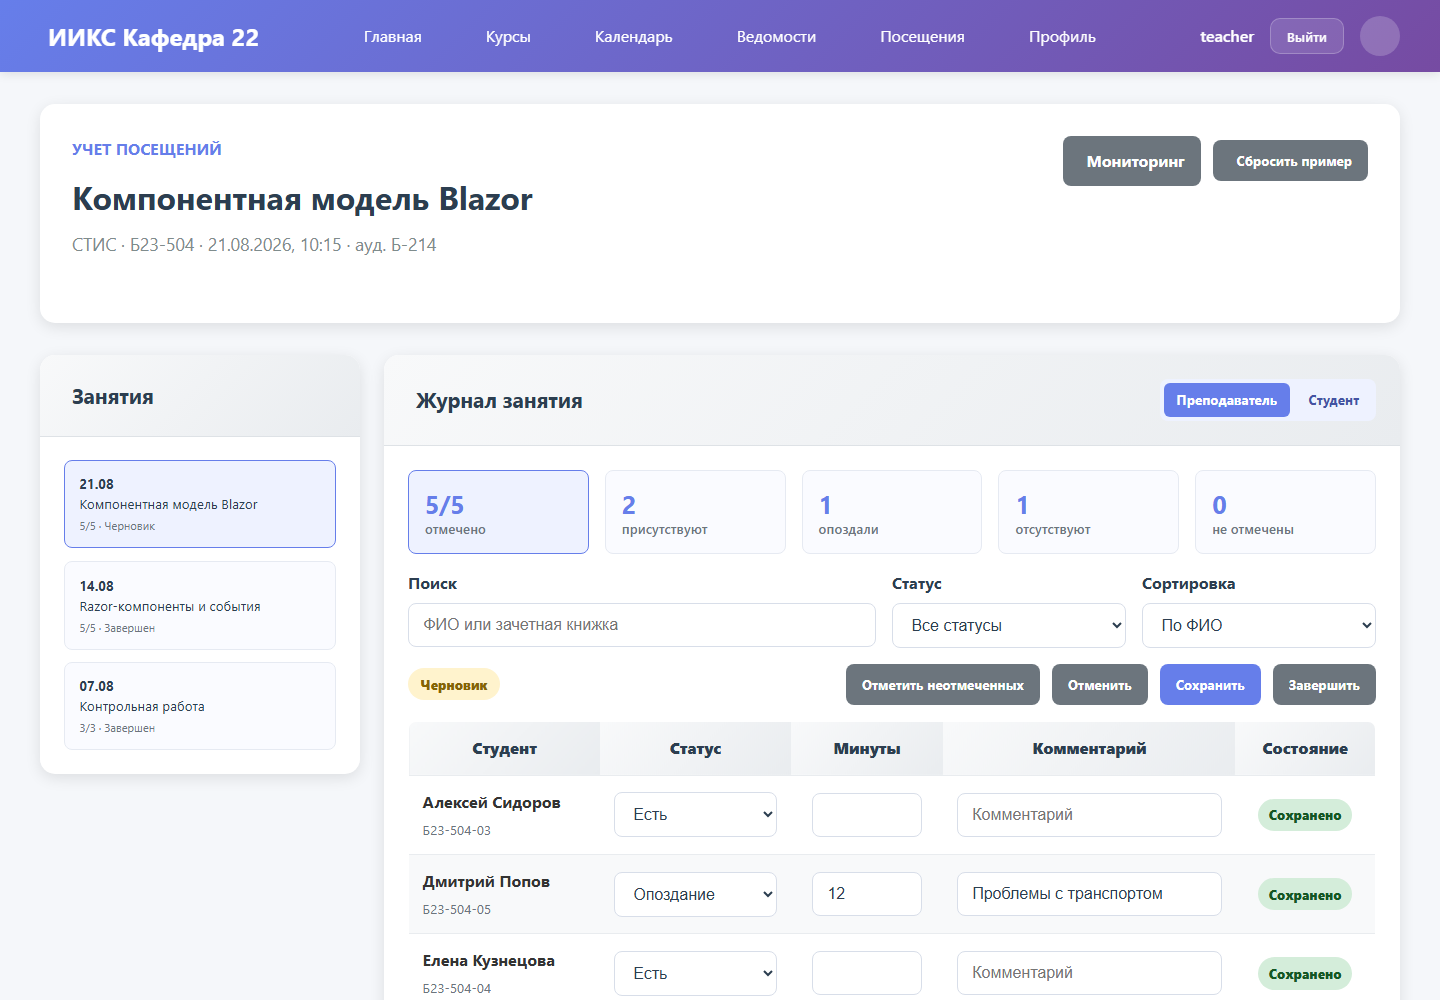 ИИКС Кафедра 22
Главная
Курсы
Календарь
Ведомости
Посещения
Профиль
teacher
Выйти
УЧЕТ ПОСЕЩЕНИЙ
Компонентная модель Blazor
СТИС · Б23-504 · 21.08.2026, 10:15 · ауд. Б-214
Мониторинг
Сбросить пример
Занятия
21.08
Компонентная модель Blazor
5/5 · Черновик
14.08
Razor-компоненты и события
5/5 · Завершен
07.08
Контрольная работа
3/3 · Завершен
Журнал занятия
Преподаватель
Студент
5/5
отмечено
2
присутствуют
1
опоздали
1
отсутствуют
0
не отмечены
Поиск
ФИО или зачетная книжка
Статус
Все статусы
Сортировка
По ФИО
Черновик
Отметить неотмеченных
Отменить
Сохранить
Завершить
Студент
Статус
Минуты
Комментарий
Состояние
Алексей Сидоров
Б23-504-03
Есть
Комментарий
Сохранено
Дмитрий Попов
Б23-504-05
Опоздание
12
Проблемы с транспортом
Сохранено
Елена Кузнецова
Б23-504-04
Есть
Комментарий
Сохранено